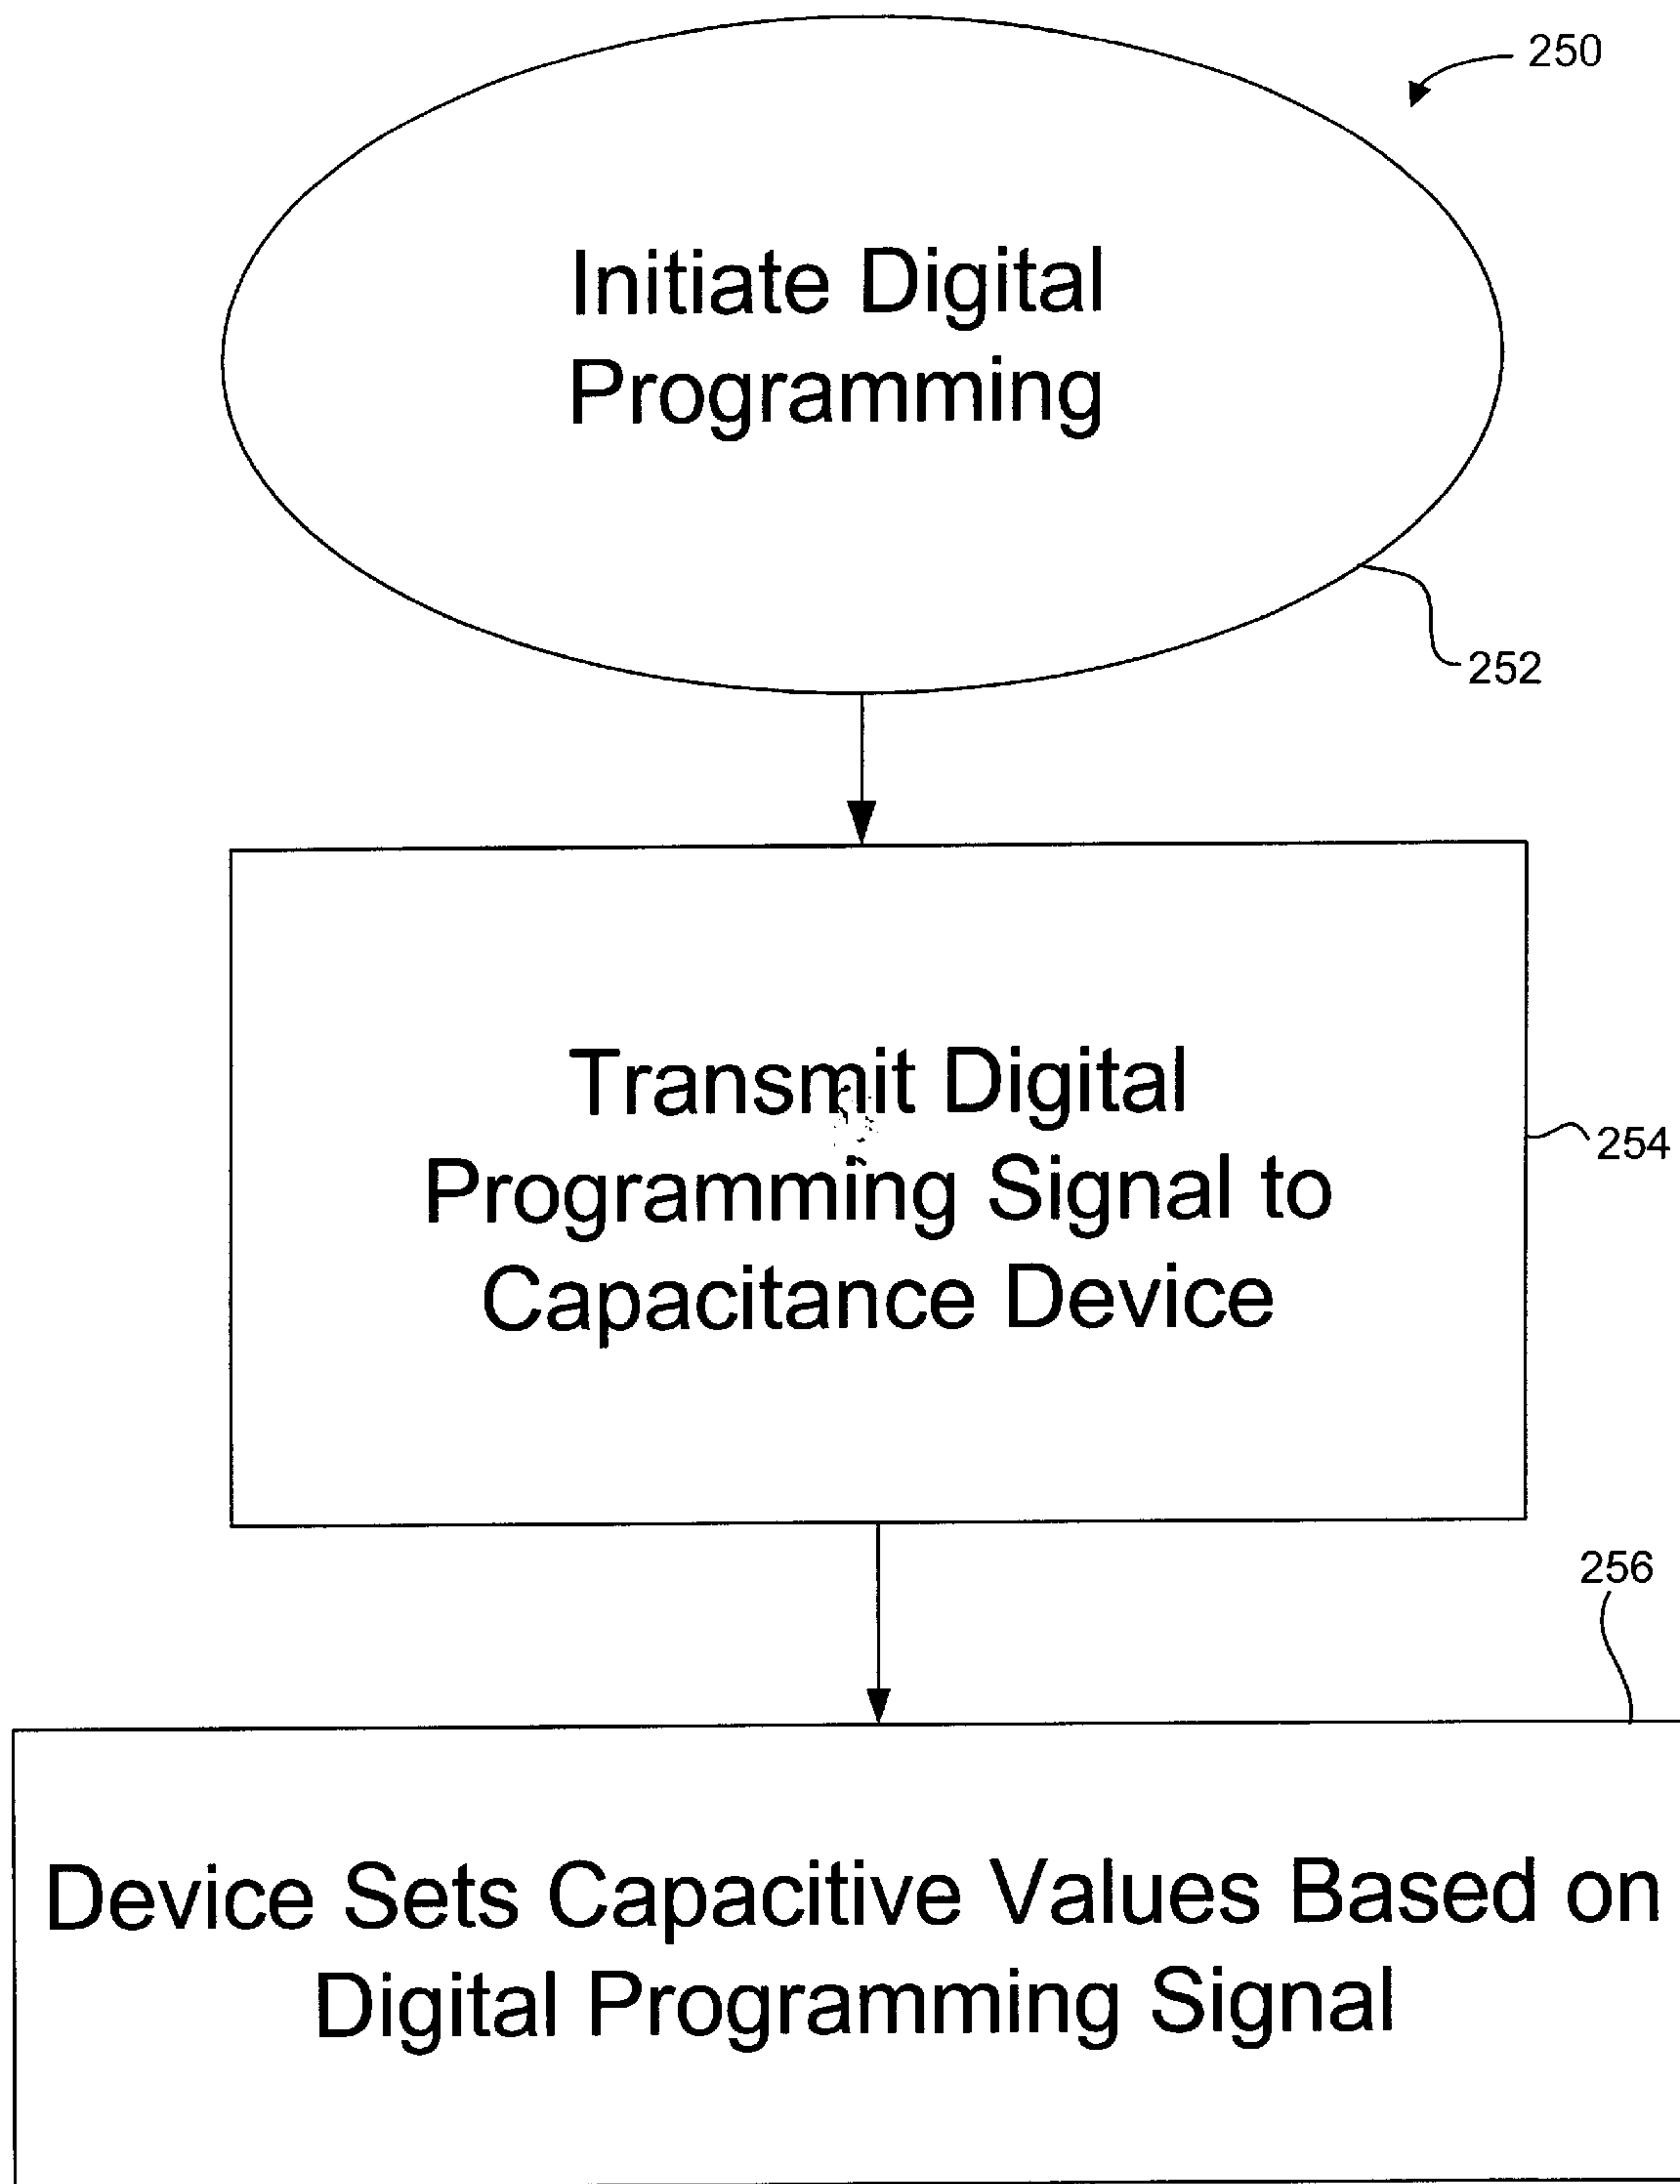 250
Initiate Digital
Programming
252
Transmit Digital
Programming Signal to
Capacitance Device
254
256
Device Sets Capacitive Values Based on
Digital Programming Signal